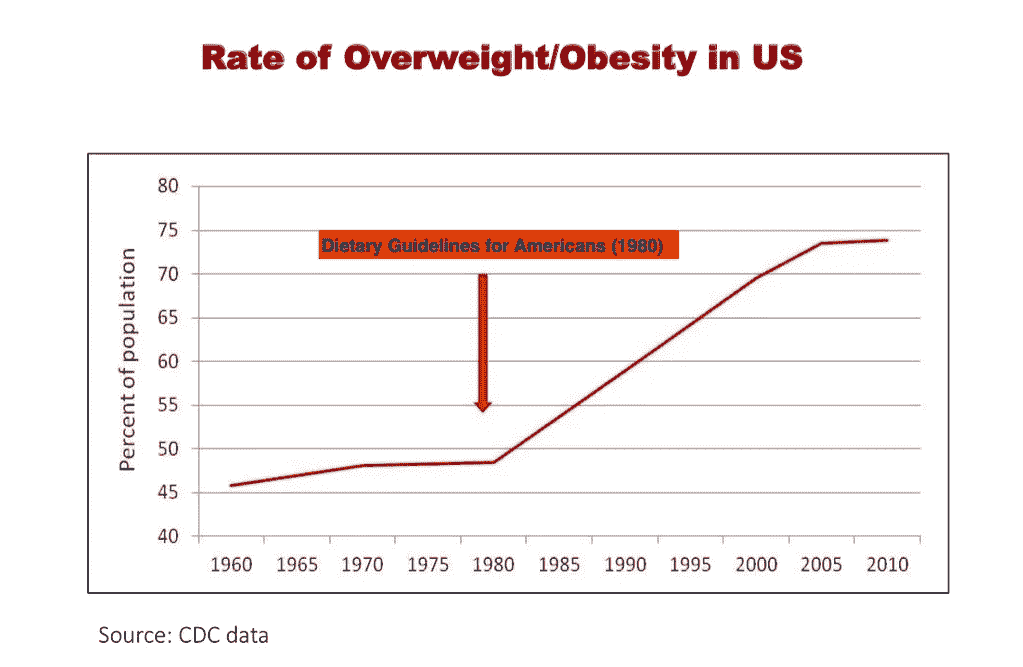 Rate of Overweight/Obesity in US
80
75
Dietary Guidelines for Americans (1980)
70
65
60
55
50
45
40
Percent of population
1960 1965 1970 1975 1980 1985 1990 1995 2000 2005 2010
Source: CDC data